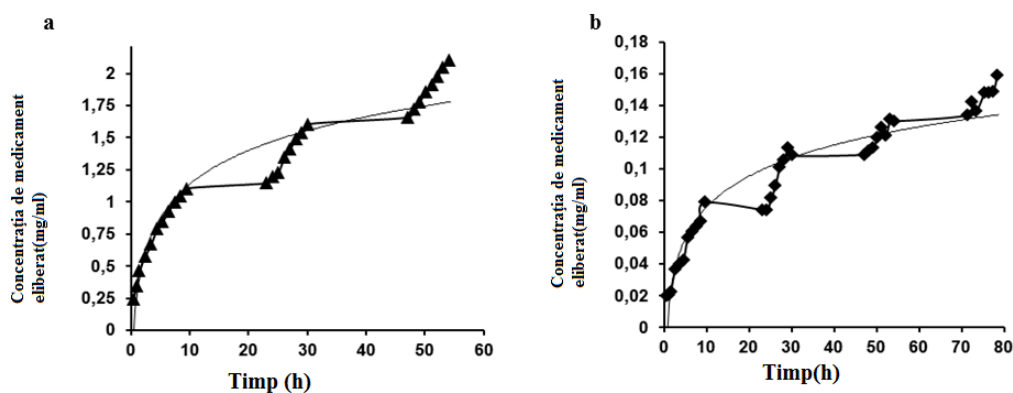 a
Concentrația de medicament
eliberat(mg/ml)
2
1,75
1,5
1,25
1
0,75
0,5
0,25
0
0 10 20 30 40 50 60
Timp (h)
b
Concentrația de medicament
eliberat(mg/ml)
0,18
0,16
0,14
0,12
0,1
0,08
0,06
0,04
0,02
0
0 10 20 30 40 50 60 70 80
Timp(h)